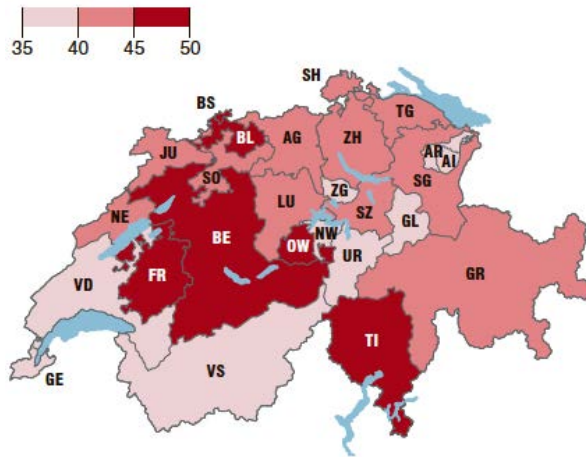 35 40 45 50
SH
BS
TG
BL AG ZH
AR
JU AI
SO ZG SG
LU SZ
NE GL
BE OW NW
UR
FR GR
VD
TI
VS
GE